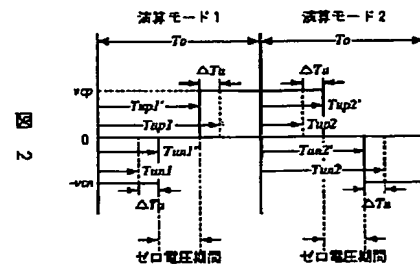 演算モード1 演算モード2
To To
ΔTu ΔTu
vcp
Tup1' Tup2'
Tup1 Tup2
0
Tun1' Tun2'
Tun1 Tun2
-vcn
ΔTu ΔTu
ゼロ電圧期間 ゼロ電圧期間
図 2